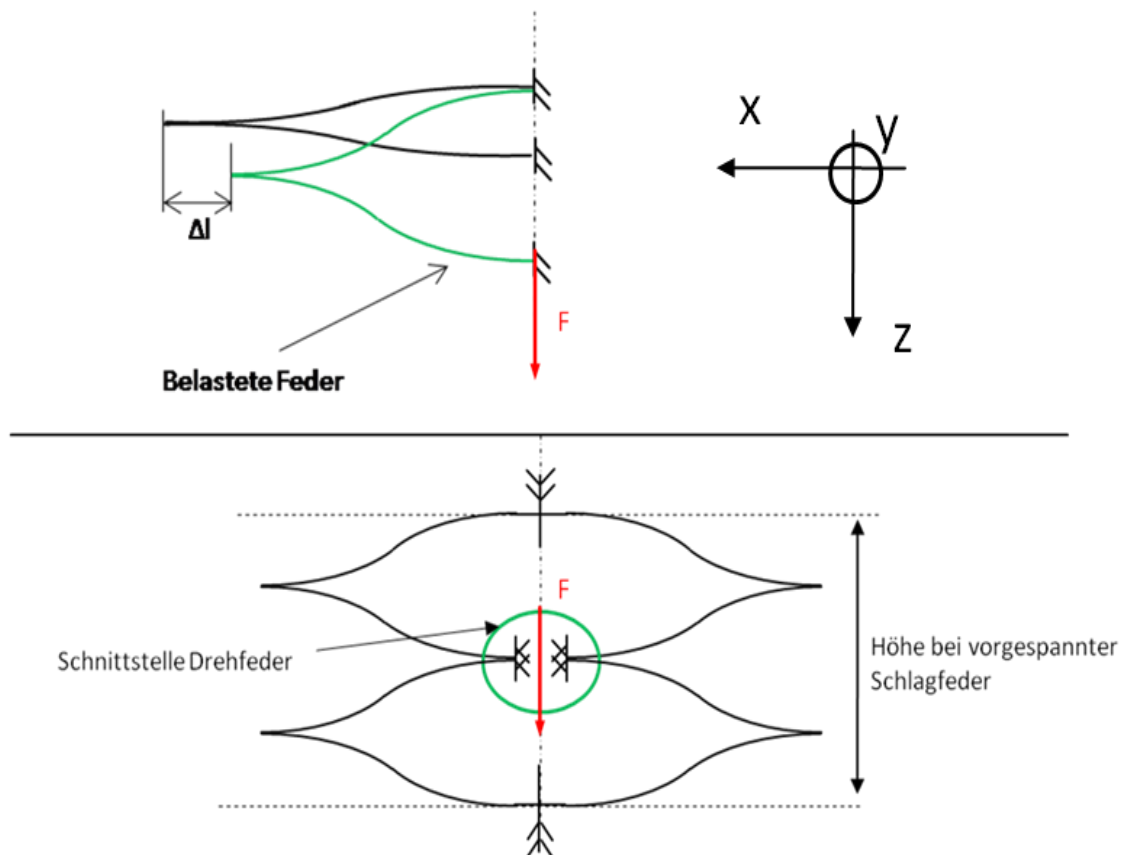 x
y
Δl
F
z
Belastete Feder
F
Schnittstelle Drehfeder
Höhe bei vorgespannter
Schlagfeder